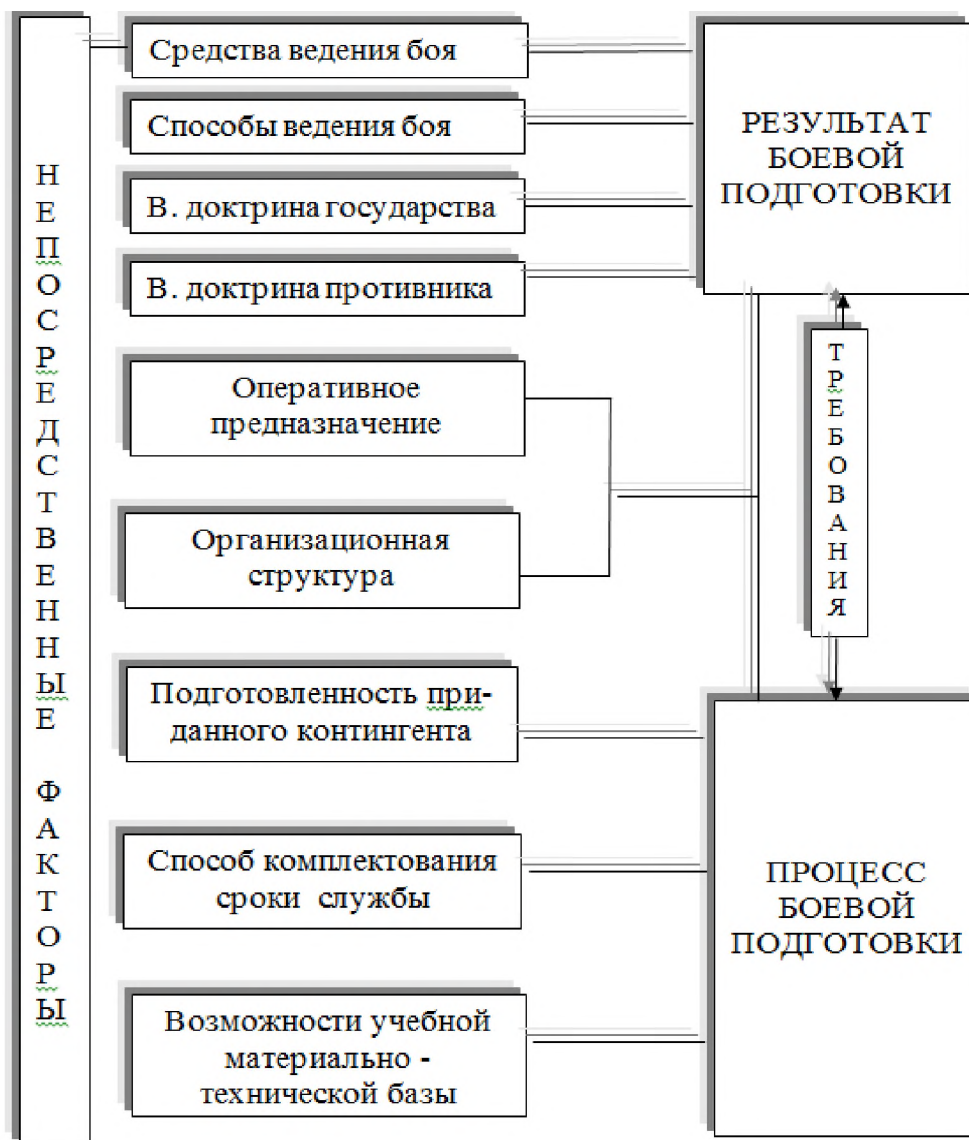 НЕПОСРЕДСТВЕННЫЕ ФАКТОРЫ
Средства ведения боя
Способы ведения боя
В. доктрина государства
В. доктрина противника
Оперативное
предназначение
Организационная
структура
Подготовленность при-
данного контингента
Способ комплектования
сроки службы
Возможности учебной
материально -
технической базы
РЕЗУЛЬТАТ
БОЕВОЙ
ПОДГОТОВКИ
ТРЕБОВАНИЯ
ПРОЦЕСС
БОЕВОЙ
ПОДГОТОВКИ